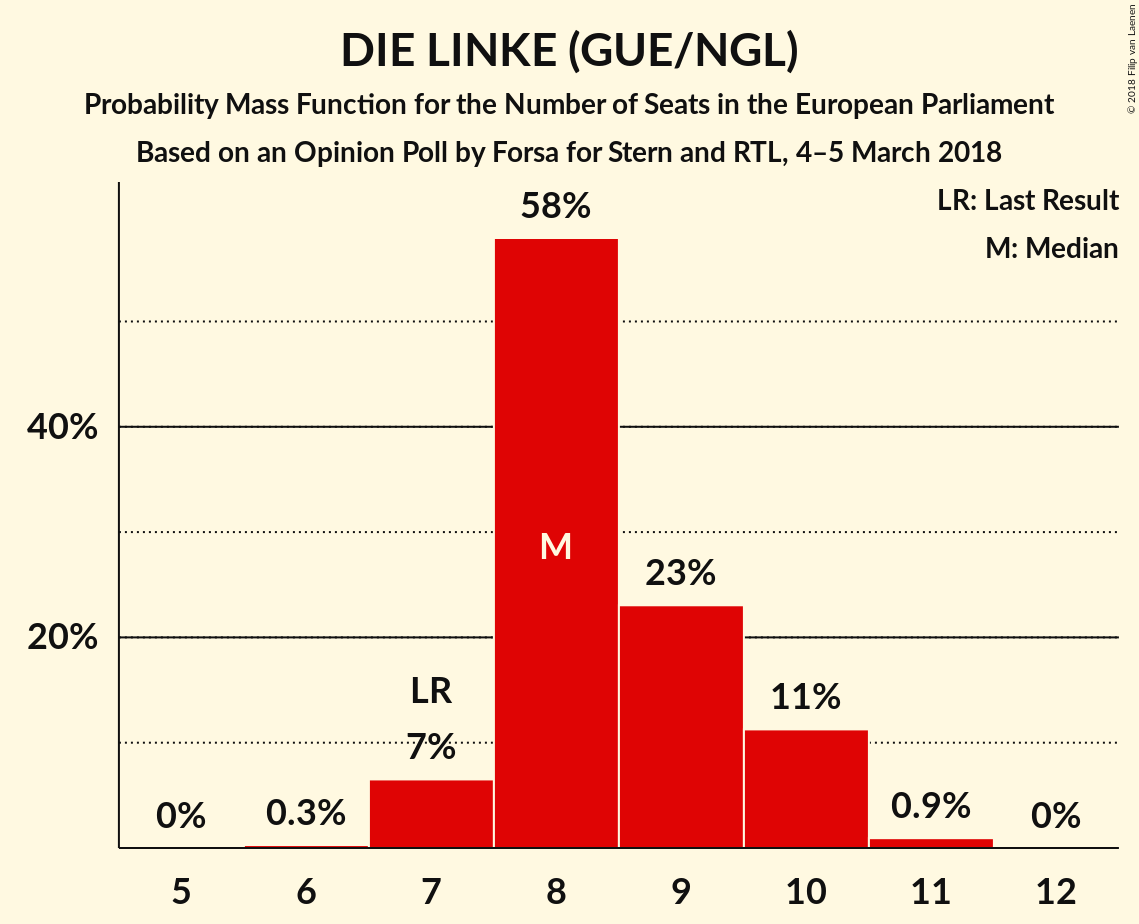 DIE LINKE (GUE/NGL)
Probability Mass Function for the Number of Seats in the European Parliament
Based on an Opinion Poll by Forsa for Stern and RTL, 4–5 March 2018
© 2018 Filip van Laenen
LR: Last Result
M: Median
58%
40%
M
23%
20%
LR
11%
7%
0%
0.3%
0.9%
0%
5 6 7 8 9 10 11 12